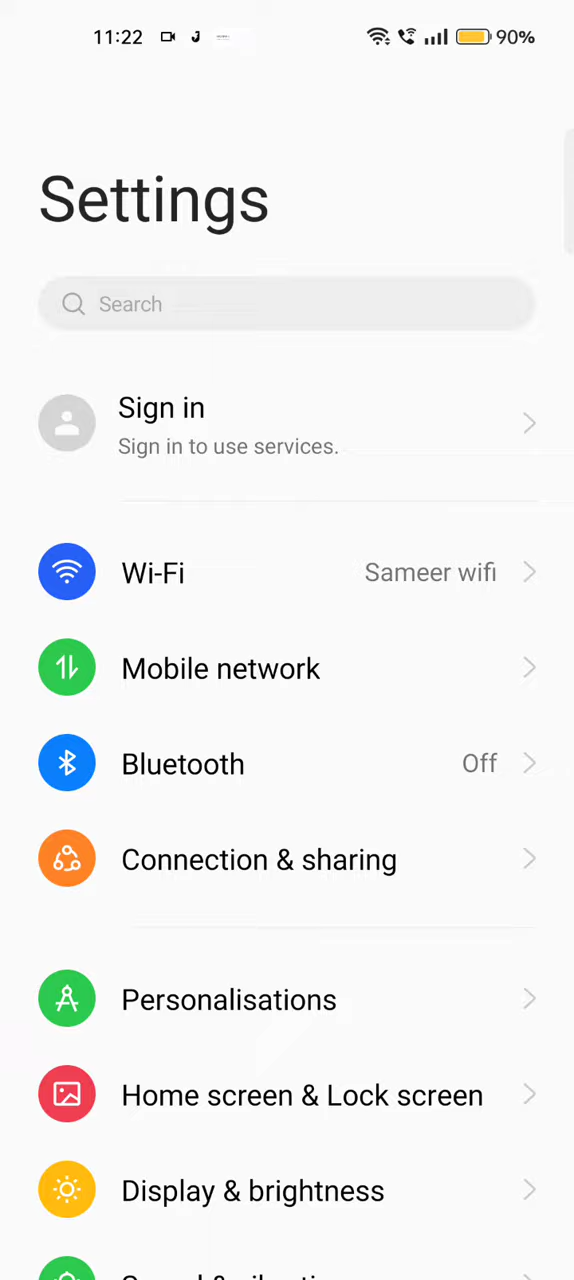 11:22
90%
Settings
Search
Sign in
Sign in to use services.
Wi-Fi
Sameer wifi
Mobile network
Bluetooth
Off
Connection & sharing
Personalisations
Home screen & Lock screen
Display & brightness